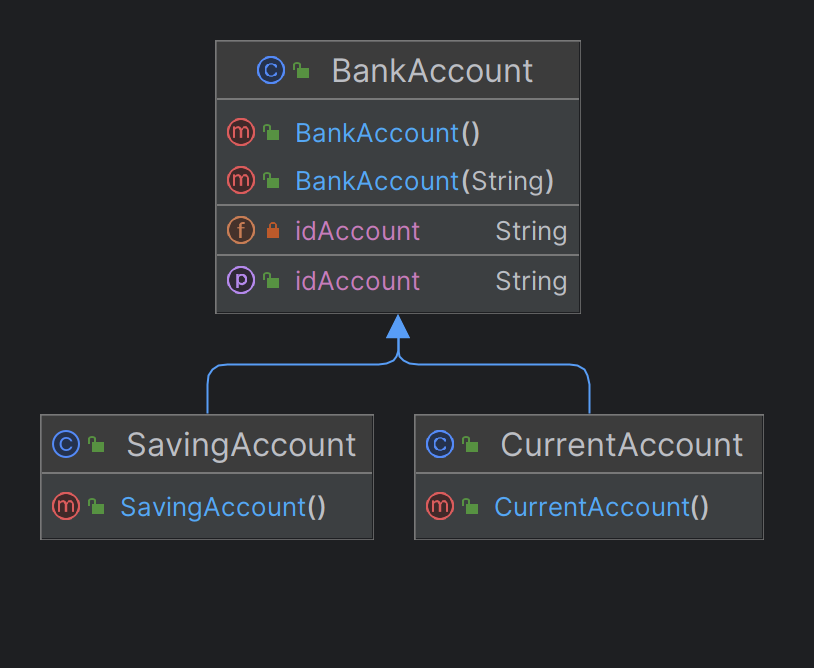 C BankAccount
m BankAccount()
m BankAccount(String)
f idAccount String
p idAccount String
C SavingAccount
C CurrentAccount
m SavingAccount()
m CurrentAccount()